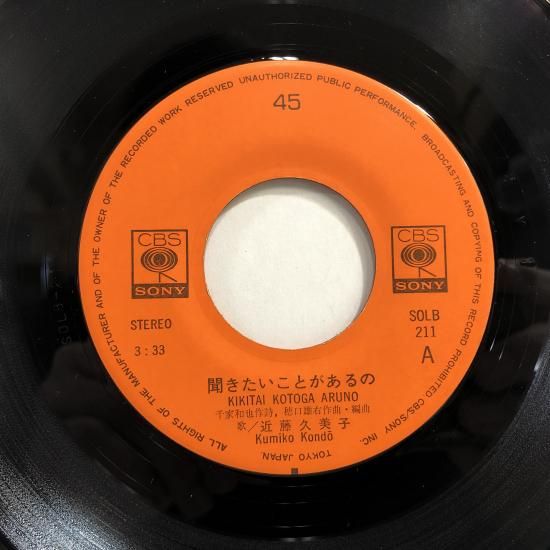 ALL RIGHTS OF THE MANUFACTURER AND OF THE OWNER OF THE RECORDED WORK RESERVED UNAUTHORIZED PUBLIC PERFORMANCE. BROADCASTING AND COPYING OF THIS RECORD PROHIBITED CBS/SONY INC. TOKYO JAPAN.
45
CBS
SONY
CBS
SONY
STEREO
3:33
SOLB
211
A
聞きたいことがあるの
KIKITAI KOTOGA ARUNO
千家和也作詩,穂口雄右作曲・編曲
歌/近藤久美子
Kumiko Kondō